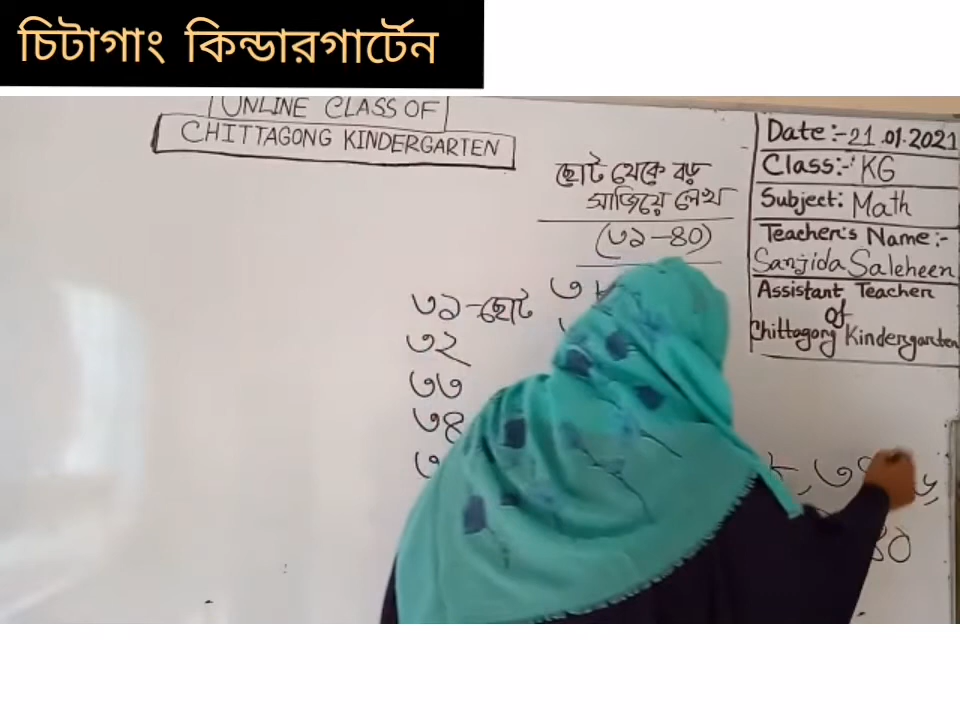 চিটাগাং কিন্ডারগার্টেন
ONLINE CLASS OF
CHITTAGONG KINDERGARTEN
ছোট থেকে বড়
সাজিয়ে লেখ
(৩১-৪০)
৩১-ছোট
৩২
৩৩
৩৪
৪০
Date:-21.01.2021
Class:- KG
Subject: Math
Teacher's Name:-
Sanjida Saleheen
Assistant Teacher
Of
Chittagong Kindergarten